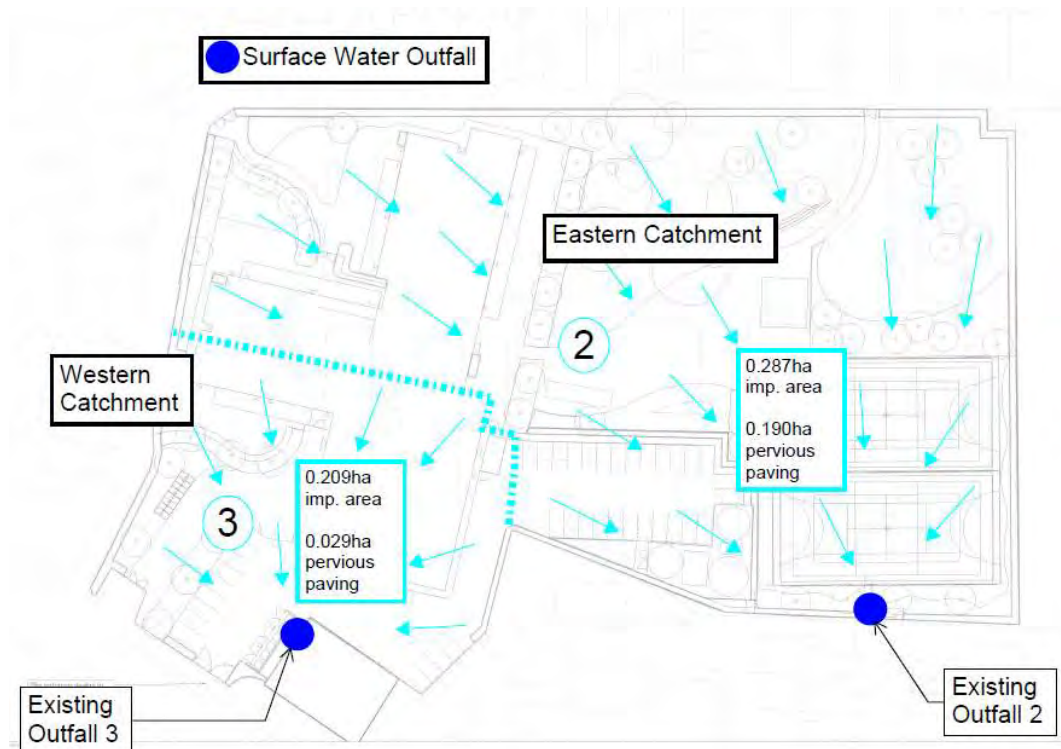 Surface Water Outfall
Eastern Catchment
2
Western
Catchment
0.287ha
imp. area
0.190ha
pervious
paving
0.209ha
imp. area
0.029ha
pervious
paving
3
Existing
Outfall 3
Existing
Outfall 2